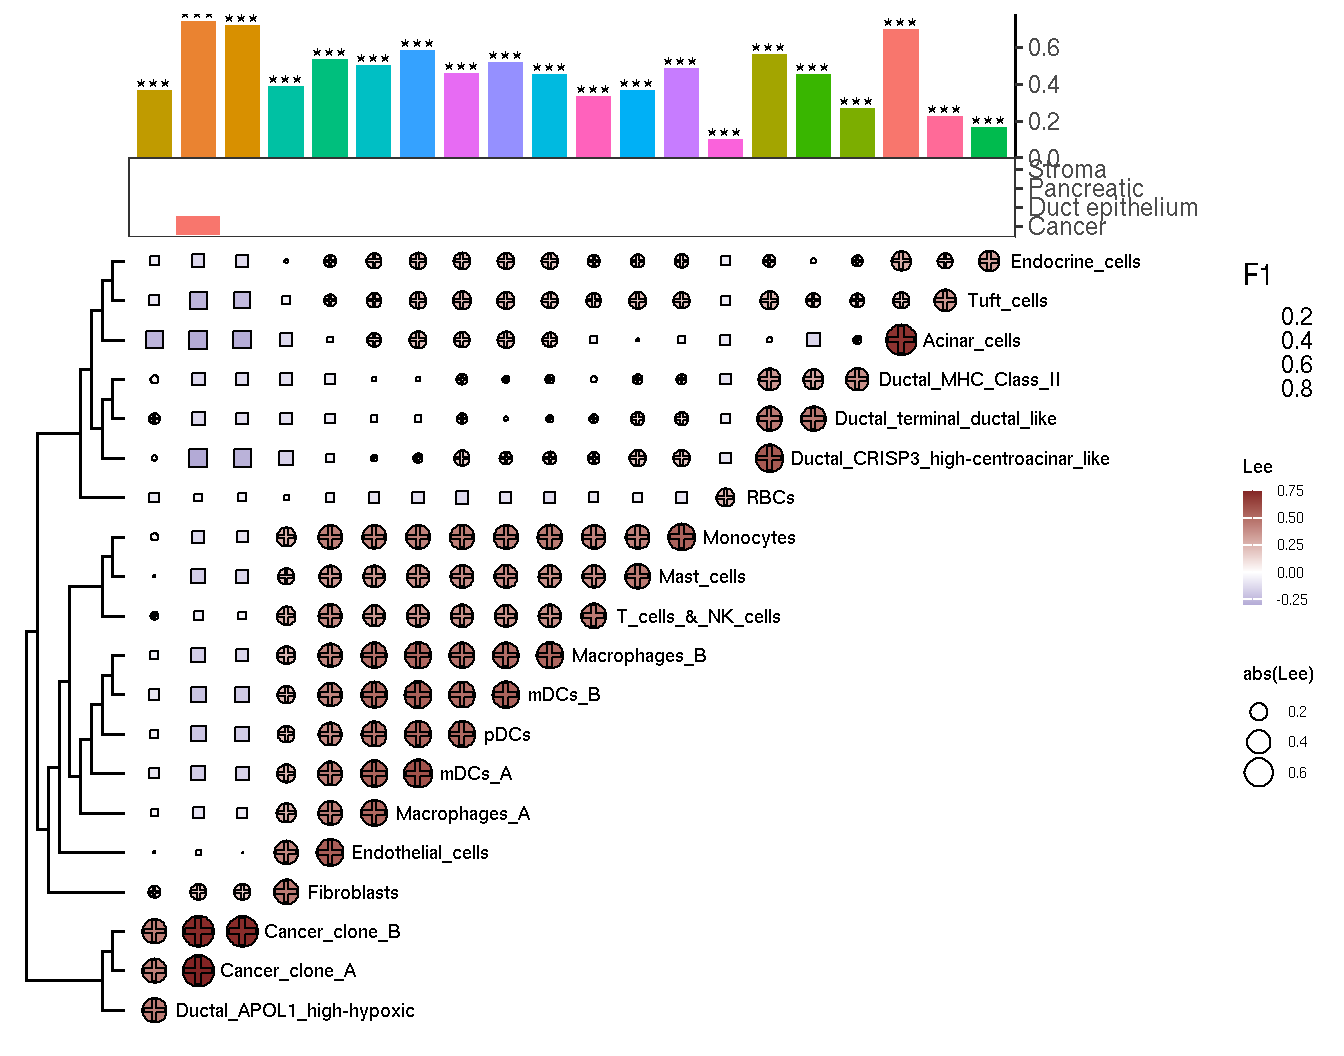 ★★★ ★★★ ★★★ ★★★ ★★★ ★★★ ★★★ ★★★ ★★★ ★★★ ★★★ ★★★ ★★★ ★★★ ★★★ ★★★ ★★★ ★★★ ★★★ ★★★
0.6
0.4
0.2
0.0
Stroma
Pancreatic
Duct epithelium
Cancer
Endocrine_cells
Tuft_cells
Acinar_cells
Ductal_MHC_Class_II
Ductal_terminal_ductal_like
Ductal_CRISP3_high-centroacinar_like
RBCs
Monocytes
Mast_cells
T_cells_&_NK_cells
Macrophages_B
mDCs_B
pDCs
mDCs_A
Macrophages_A
Endothelial_cells
Fibroblasts
Cancer_clone_B
Cancer_clone_A
Ductal_APOL1_high-hypoxic
F1
0.2
0.4
0.6
0.8
Lee
0.75
0.50
0.25
0.00
-0.25
abs(Lee)
0.2
0.4
0.6